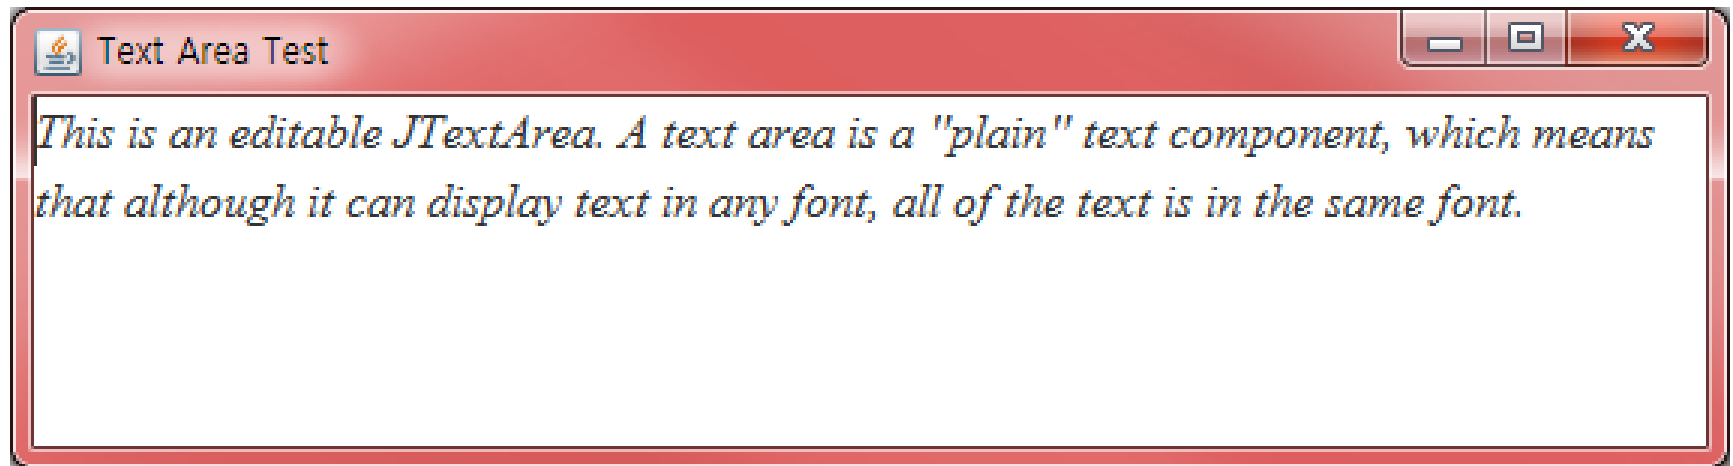 Text Area Test
This is an editable JTextArea. A text area is a "plain" text component, which means
that although it can display text in any font, all of the text is in the same font.